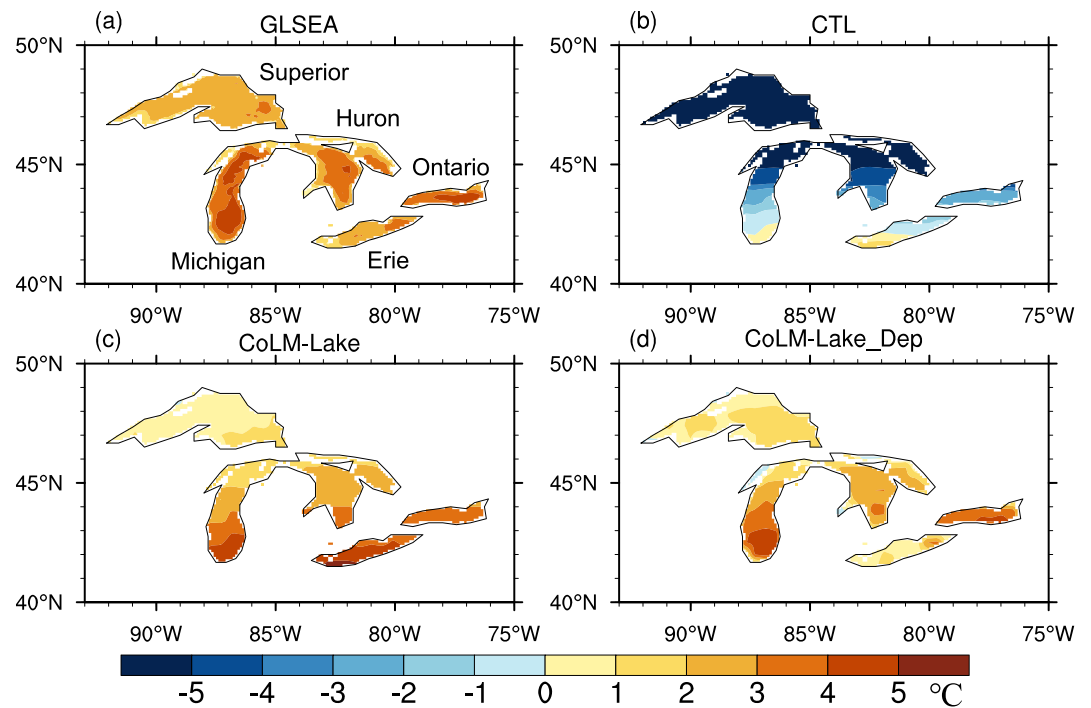 (a)
GLSEA
(b)
CTL
50°N
45°N
40°N
Superior
Huron
Ontario
Michigan
Erie
50°N
45°N
40°N
90°W 85°W 80°W 75°W
90°W 85°W 80°W 75°W
(c)
CoLM-Lake
(d)
CoLM-Lake_Dep
50°N
45°N
40°N
50°N
45°N
40°N
90°W 85°W 80°W 75°W
90°W 85°W 80°W 75°W
-5 -4 -3 -2 -1 0 1 2 3 4 5 °C